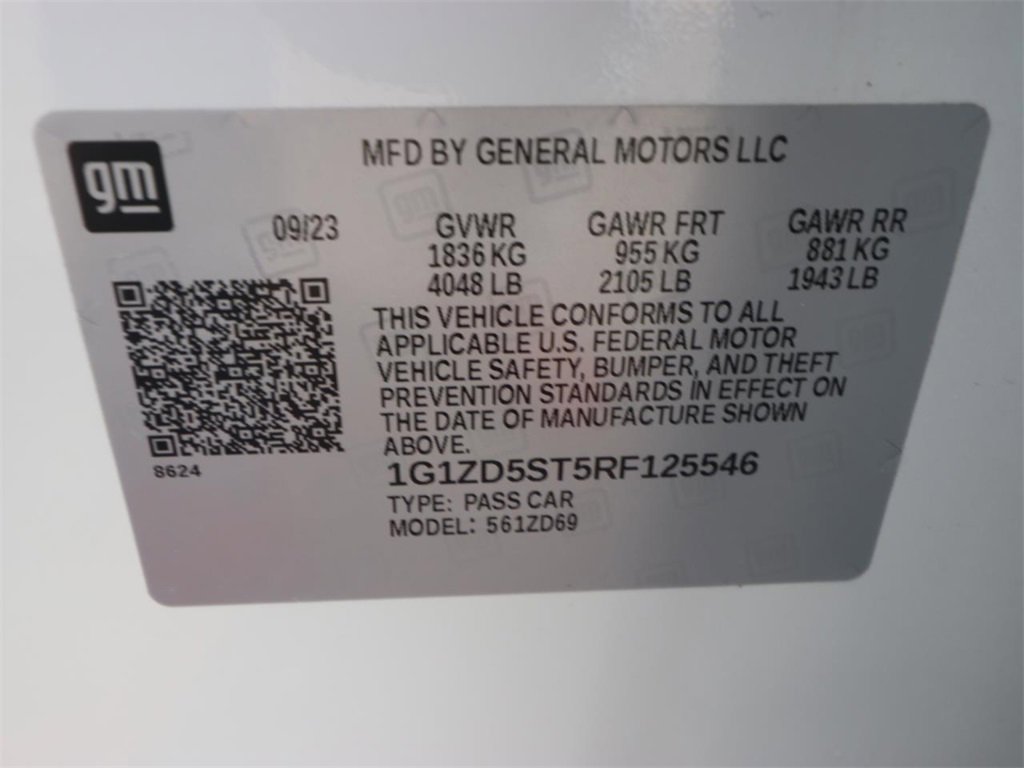 gm
MFD BY GENERAL MOTORS LLC
09/23 GVWR GAWR FRT GAWR RR
1836 KG 955 KG 881 KG
4048 LB 2105 LB 1943 LB
THIS VEHICLE CONFORMS TO ALL
APPLICABLE U.S. FEDERAL MOTOR
VEHICLE SAFETY, BUMPER, AND THEFT
PREVENTION STANDARDS IN EFFECT ON
THE DATE OF MANUFACTURE SHOWN
ABOVE.
8624
1G1ZD5ST5RF125546
TYPE: PASS CAR
MODEL: 561ZD69